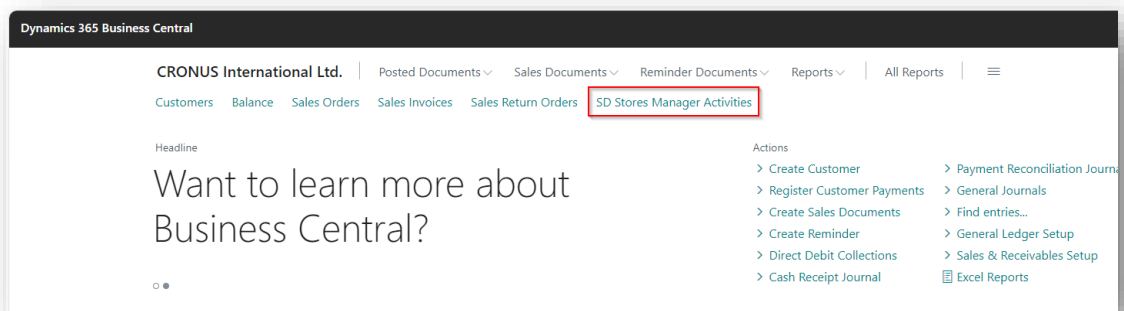 Dynamics 365 Business Central
CRONUS International Ltd. Posted Documents Sales Documents Reminder Documents Reports All Reports
Customers Balance Sales Orders Sales Invoices Sales Return Orders SD Stores Manager Activities
Headline
Want to learn more about
Business Central?
Actions
> Create Customer
> Register Customer Payments
> Create Sales Documents
> Create Reminder
> Direct Debit Collections
> Cash Receipt Journal
> Payment Reconciliation Journa
> General Journals
> Find entries...
> General Ledger Setup
> Sales & Receivables Setup
Excel Reports